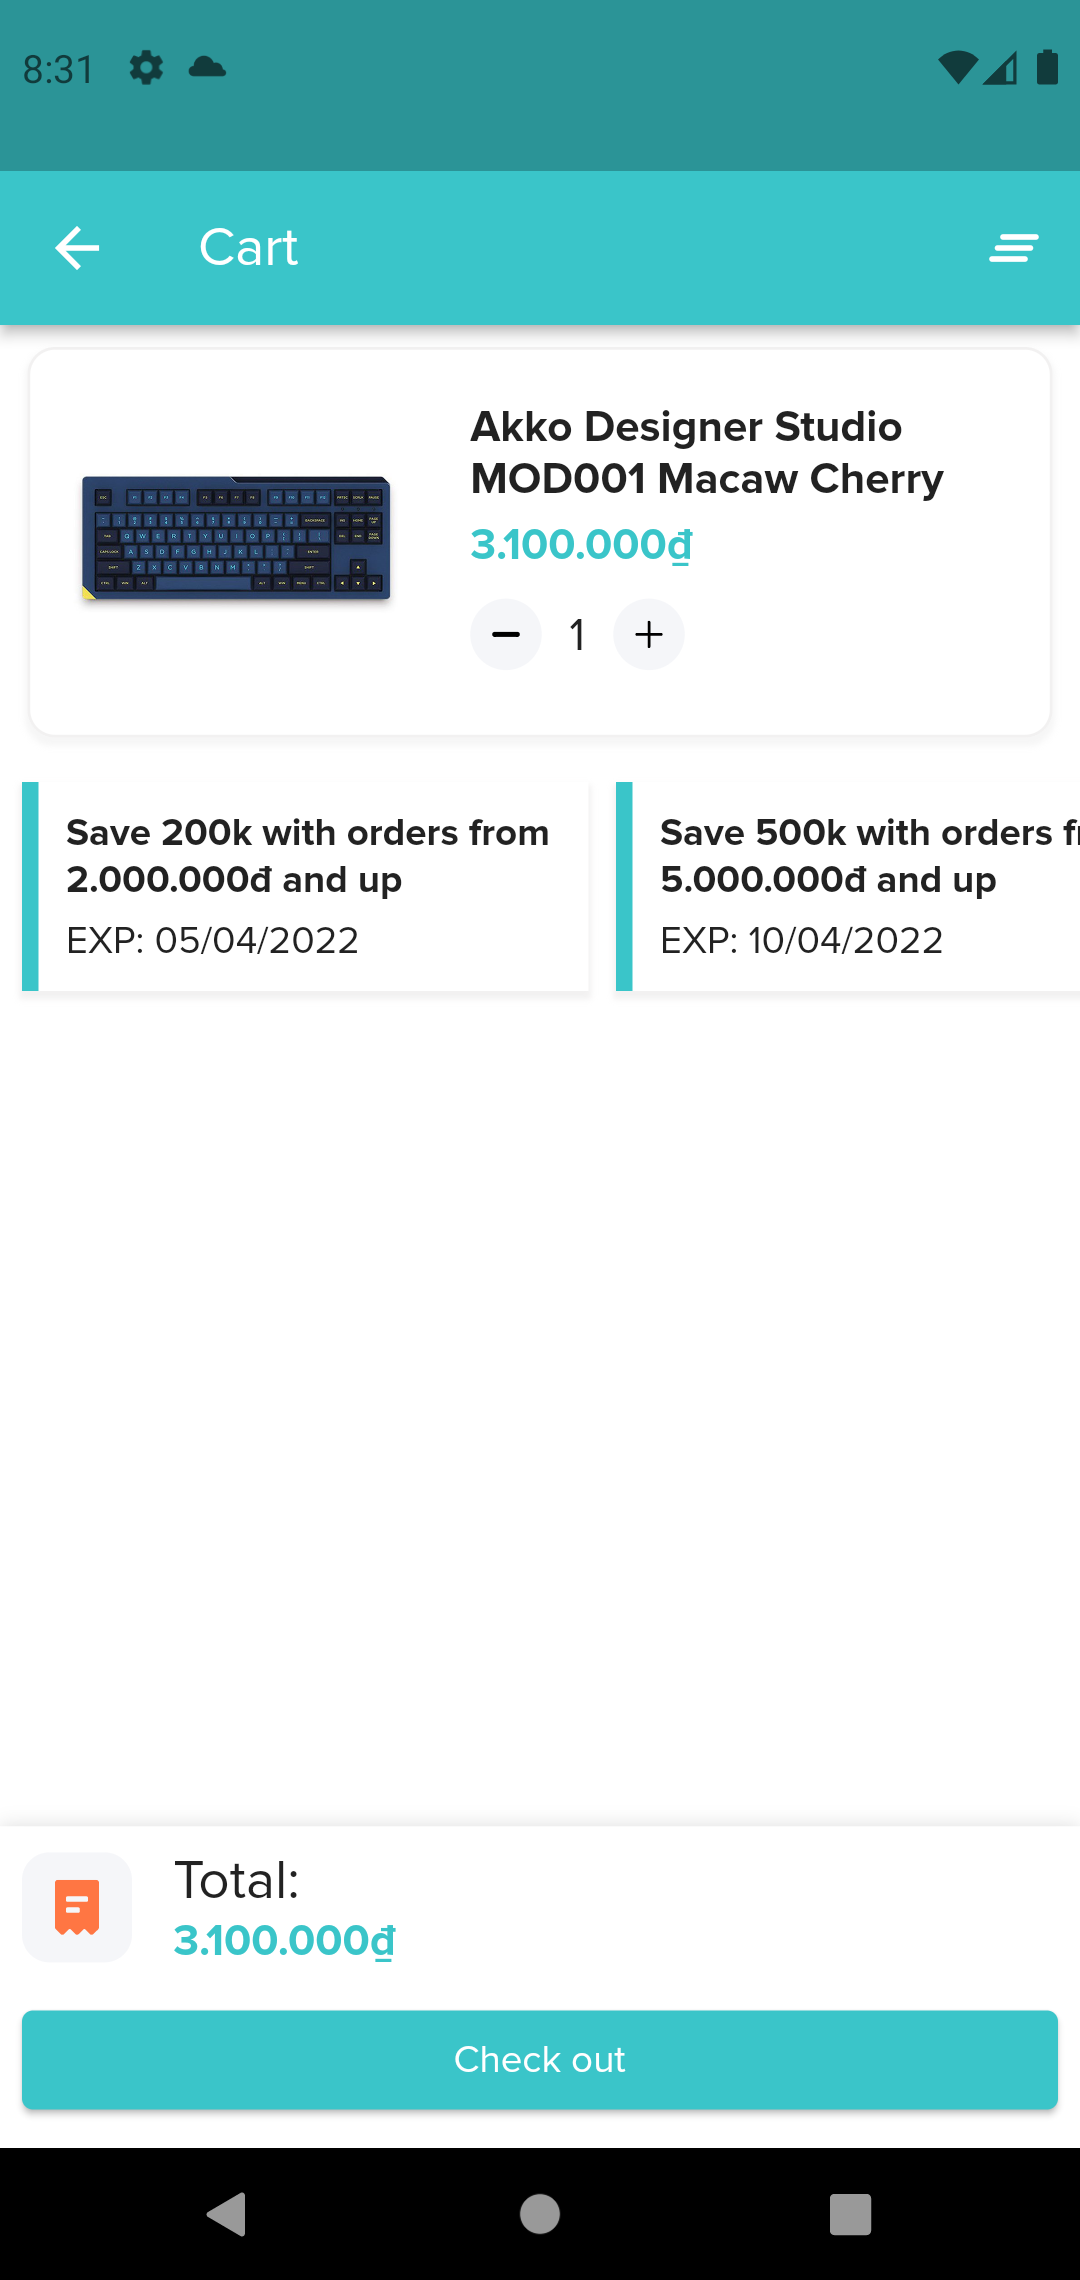 8:31
Cart
Akko Designer Studio
MOD001 Macaw Cherry
3.100.000₫
1
Save 200k with orders from
2.000.000đ and up
EXP: 05/04/2022
Save 500k with orders fr
5.000.000đ and up
EXP: 10/04/2022
Total:
3.100.000₫
Check out